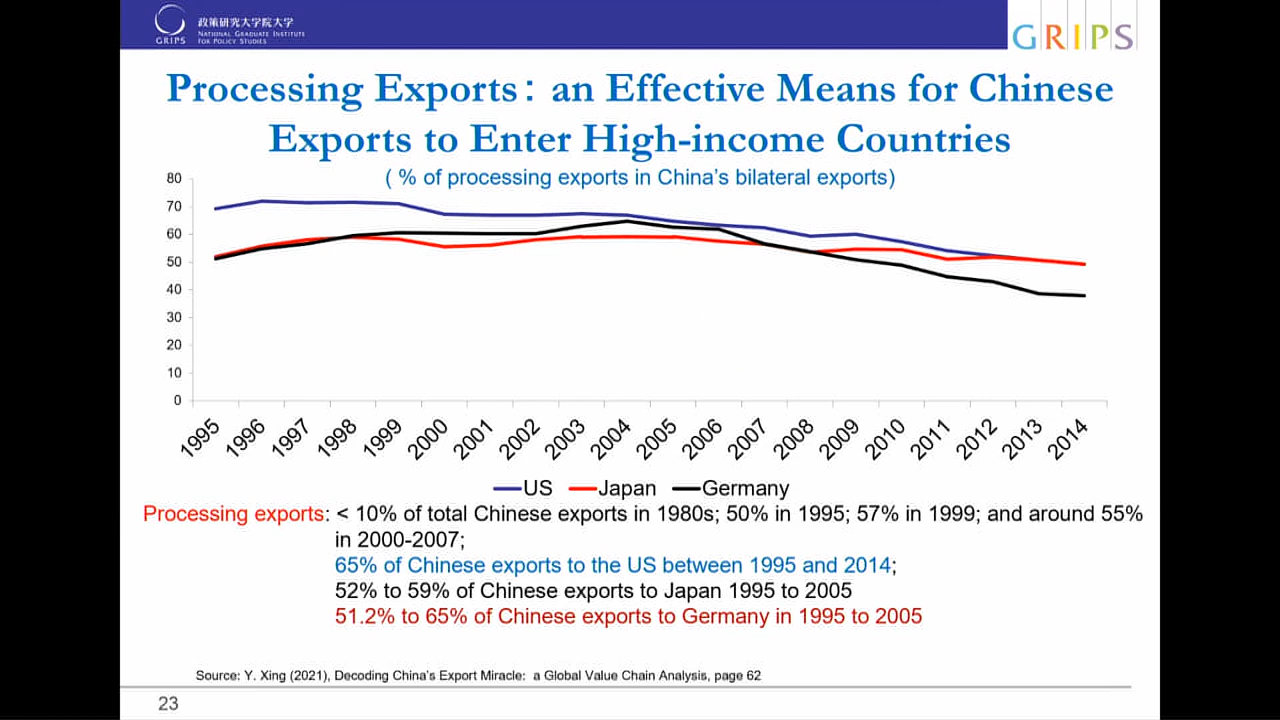 GRIPS
政策研究大学院大学
NATIONAL GRADUATE INSTITUTE
FOR POLICY STUDIES
GRIPS
Processing Exports: an Effective Means for Chinese
Exports to Enter High-income Countries
( % of processing exports in China's bilateral exports)
80
70
60
50
40
30
20
10
0
1995 1996 1997 1998 1999 2000 2001 2002 2003 2004 2005 2006 2007 2008 2009 2010 2011 2012 2013 2014
US Japan Germany
Processing exports: < 10% of total Chinese exports in 1980s; 50% in 1995; 57% in 1999; and around 55%
in 2000-2007;
65% of Chinese exports to the US between 1995 and 2014;
52% to 59% of Chinese exports to Japan 1995 to 2005
51.2% to 65% of Chinese exports to Germany in 1995 to 2005
Source: Y. Xing (2021), Decoding China's Export Miracle: a Global Value Chain Analysis, page 62
23